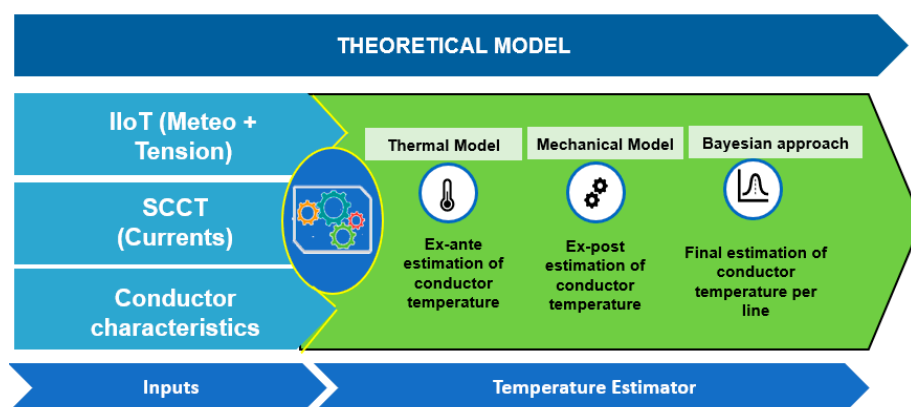 THEORETICAL MODEL
IIoT (Meteo +
Tension)
SCCT
(Currents)
Conductor
characteristics
Thermal Model
Ex-ante
estimation of
conductor
temperature
Mechanical Model
Ex-post
estimation of
conductor
temperature
Bayesian approach
Final estimation of
conductor
temperature per
line
Inputs
Temperature Estimator